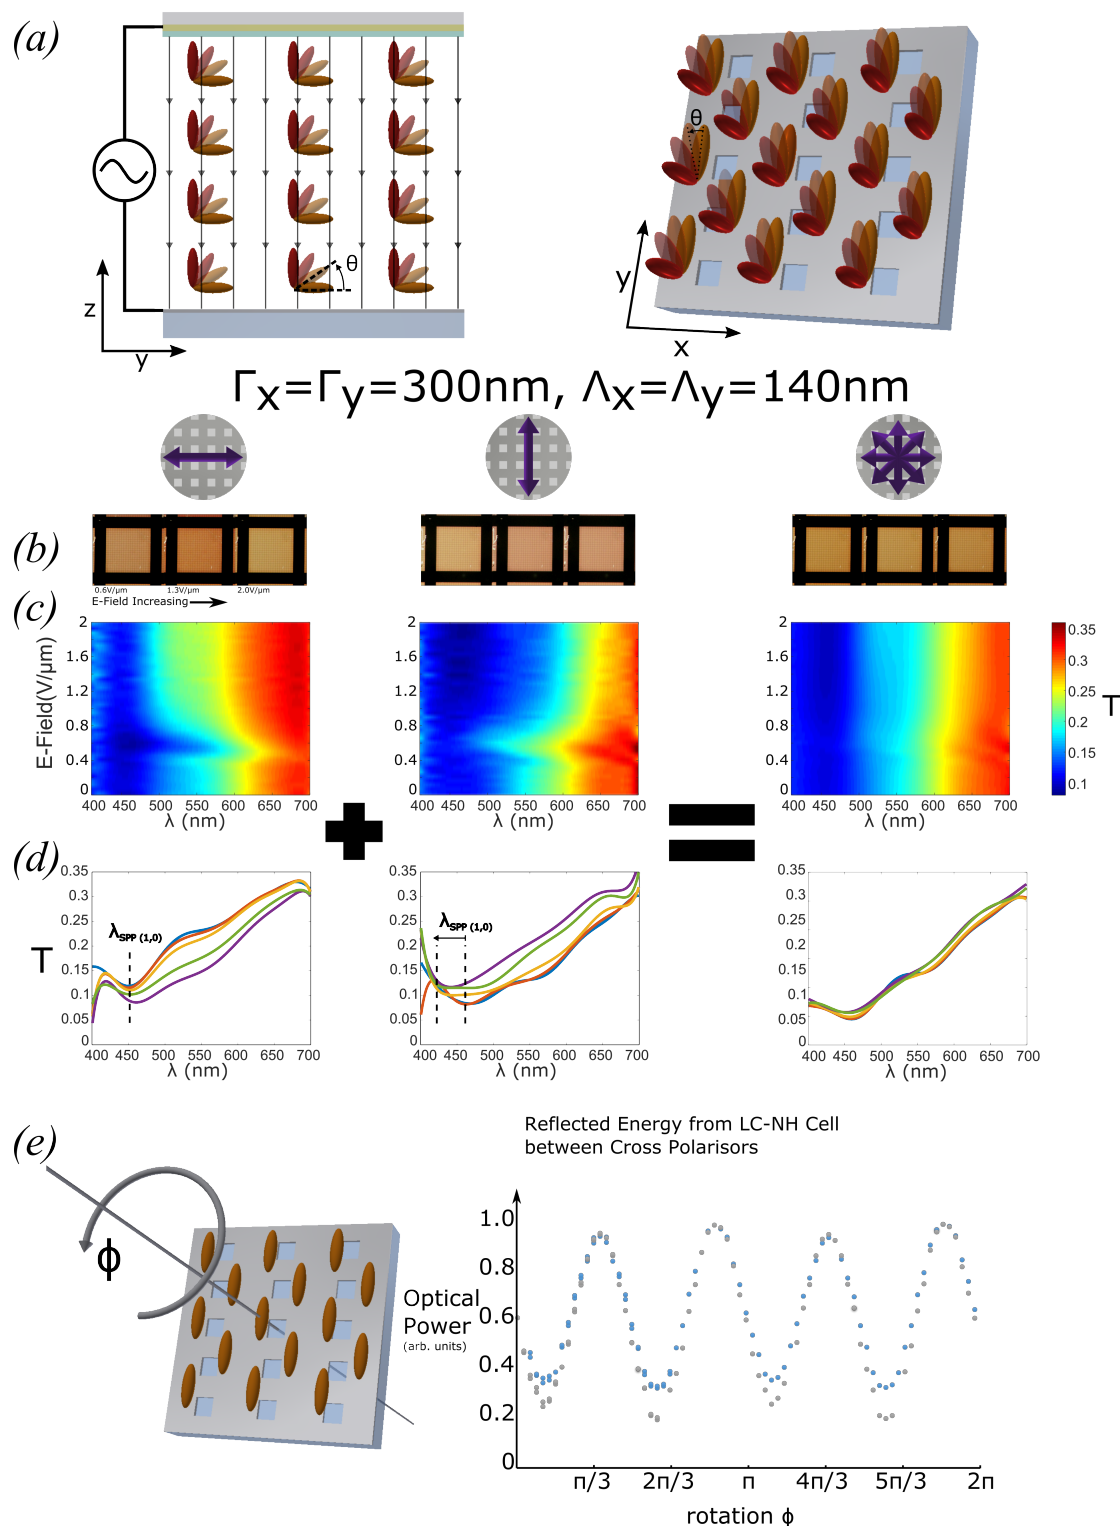 (a)
θ
z
y
θ
y
x
Γx=Γy=300nm, Λx=Λy=140nm
(b)
0.6V/µm 1.3V/µm 2.0V/µm
E-Field Increasing
(c)
E-Field(V/µm)
2
1.6
1.2
0.8
0.4
0
400 450 500 550 600 650 700
λ (nm)
2
1.6
1.2
0.8
0.4
0
400 450 500 550 600 650 700
λ (nm)
2
1.6
1.2
0.8
0.4
0
400 450 500 550 600 650 700
λ (nm)
0.35
0.3
0.25
0.2
0.15
0.1
T
(d)
T
0.35
0.3
0.25
0.2
0.15
0.1
0.05
0
λSPP (1,0)
400 450 500 550 600 650 700
λ (nm)
0.35
0.3
0.25
0.2
0.15
0.1
0.05
0
λSPP (1,0)
400 450 500 550 600 650 700
λ (nm)
0.35
0.3
0.25
0.2
0.15
0.1
0.05
0
400 450 500 550 600 650 700
λ (nm)
(e)
ϕ
Reflected Energy from LC-NH Cell
between Cross Polarisors
Optical
Power
(arb. units)
1.0
0.8
0.6
0.4
0.2
0
π/3 2π/3 π 4π/3 5π/3 2π
rotation ϕ